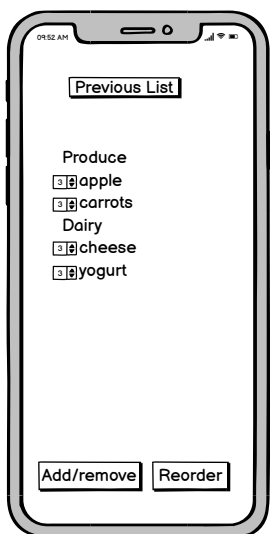 09:52 AM
Previous List
Produce
3 apple
3 carrots
Dairy
3 cheese
3 yogurt
Add/remove Reorder